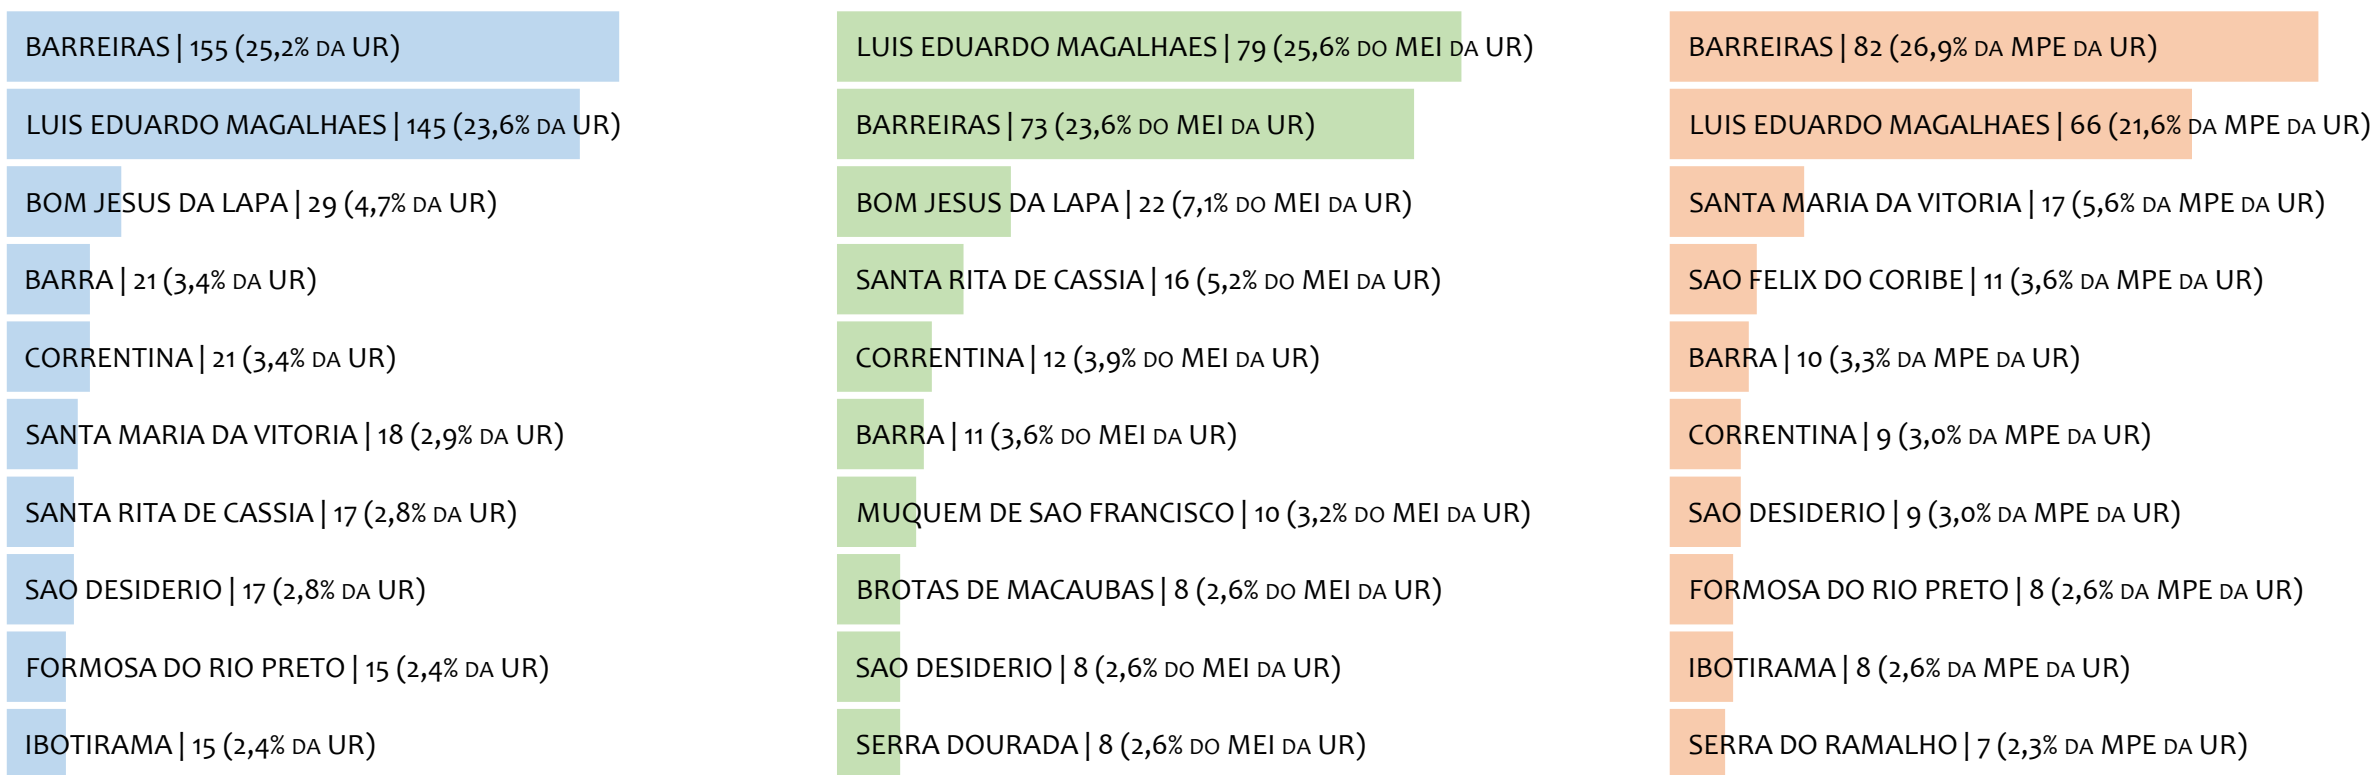 BARREIRAS | 155 (25,2% DA UR)
LUIS EDUARDO MAGALHAES | 145 (23,6% DA UR)
BOM JESUS DA LAPA | 29 (4,7% DA UR)
BARRA | 21 (3,4% DA UR)
CORRENTINA | 21 (3,4% DA UR)
SANTA MARIA DA VITORIA | 18 (2,9% DA UR)
SANTA RITA DE CASSIA | 17 (2,8% DA UR)
SAO DESIDERIO | 17 (2,8% DA UR)
FORMOSA DO RIO PRETO | 15 (2,4% DA UR)
IBOTIRAMA | 15 (2,4% DA UR)
LUIS EDUARDO MAGALHAES | 79 (25,6% DO MEI DA UR)
BARREIRAS | 73 (23,6% DO MEI DA UR)
BOM JESUS DA LAPA | 22 (7,1% DO MEI DA UR)
SANTA RITA DE CASSIA | 16 (5,2% DO MEI DA UR)
CORRENTINA | 12 (3,9% DO MEI DA UR)
BARRA | 11 (3,6% DO MEI DA UR)
MUQUEM DE SAO FRANCISCO | 10 (3,2% DO MEI DA UR)
BROTAS DE MACAUBAS | 8 (2,6% DO MEI DA UR)
SAO DESIDERIO | 8 (2,6% DO MEI DA UR)
SERRA DOURADA | 8 (2,6% DO MEI DA UR)
BARREIRAS | 82 (26,9% DA MPE DA UR)
LUIS EDUARDO MAGALHAES | 66 (21,6% DA MPE DA UR)
SANTA MARIA DA VITORIA | 17 (5,6% DA MPE DA UR)
SAO FELIX DO CORIBE | 11 (3,6% DA MPE DA UR)
BARRA | 10 (3,3% DA MPE DA UR)
CORRENTINA | 9 (3,0% DA MPE DA UR)
SAO DESIDERIO | 9 (3,0% DA MPE DA UR)
FORMOSA DO RIO PRETO | 8 (2,6% DA MPE DA UR)
IBOTIRAMA | 8 (2,6% DA MPE DA UR)
SERRA DO RAMALHO | 7 (2,3% DA MPE DA UR)